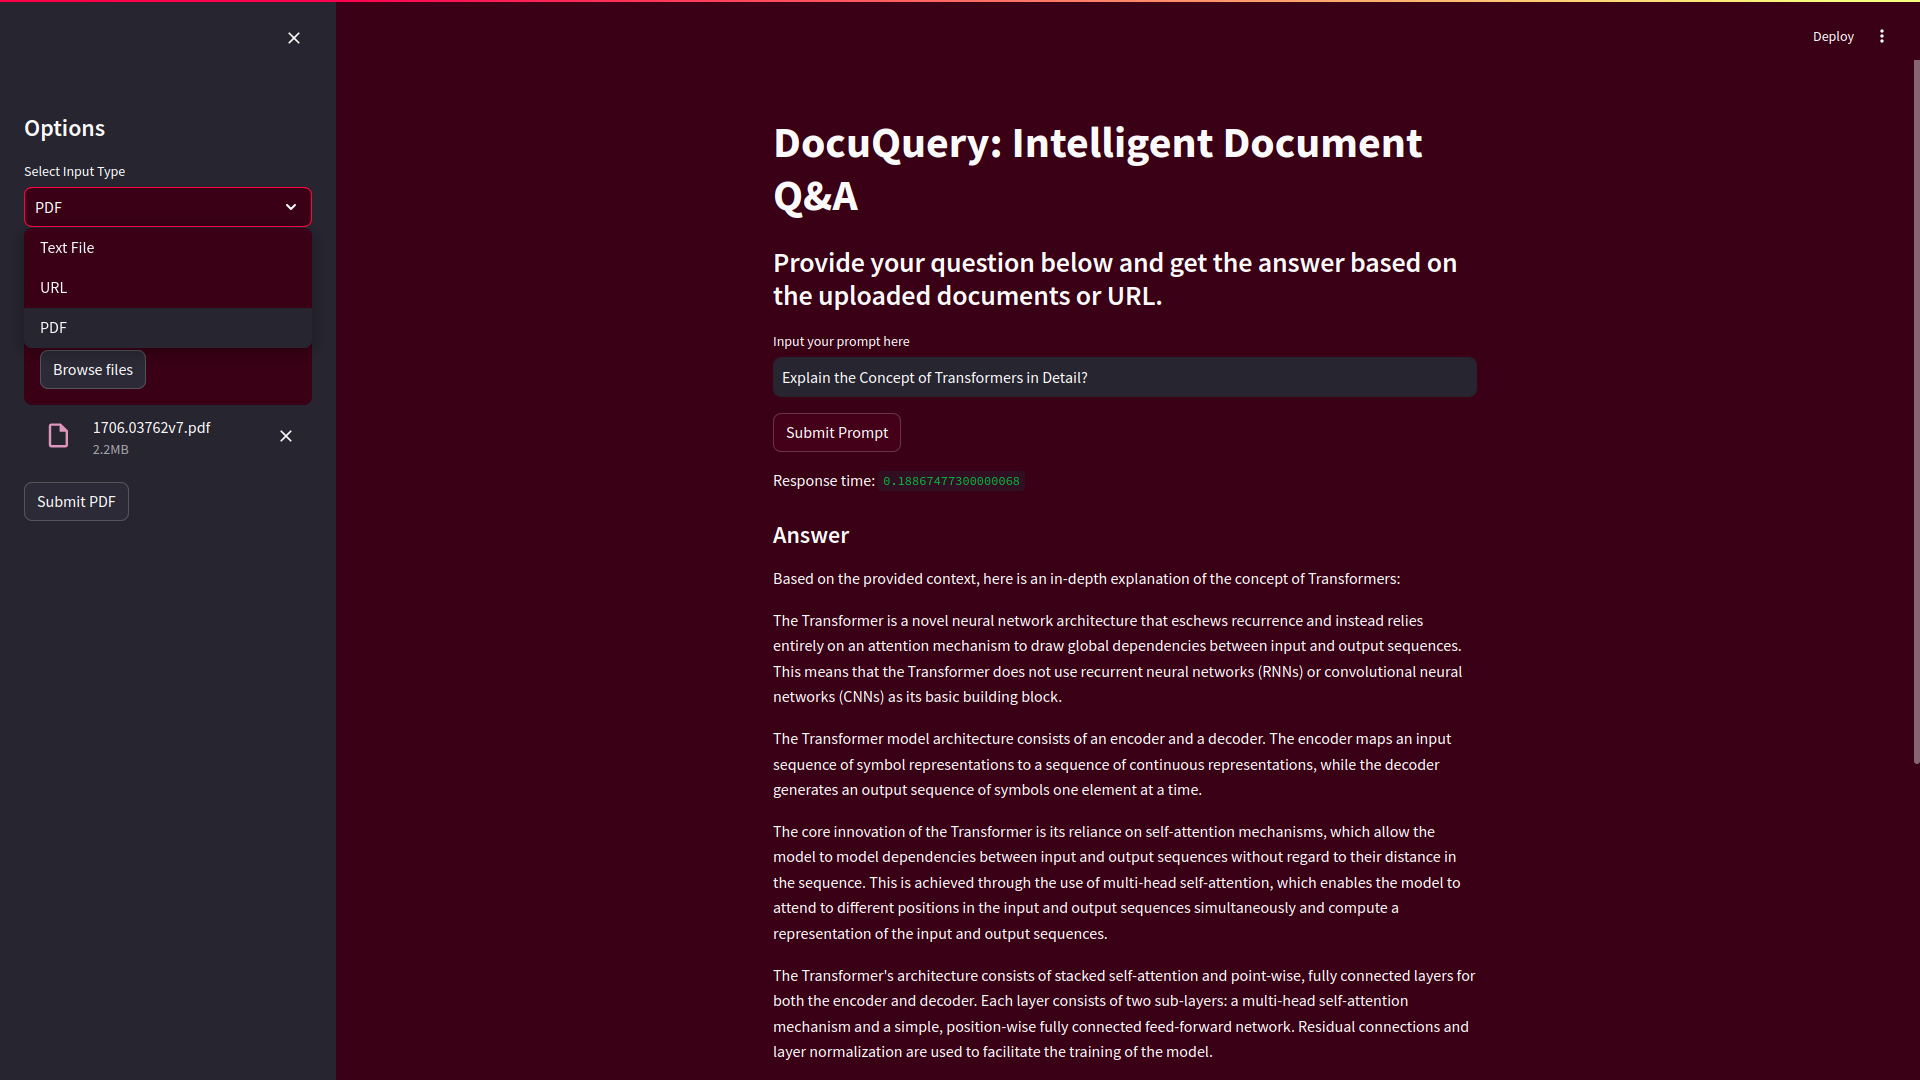 Options
Select Input Type
PDF
Text File
URL
PDF
Browse files
1706.03762v7.pdf
2.2MB
Submit PDF
Deploy
DocuQuery: Intelligent Document
Q&A
Provide your question below and get the answer based on
the uploaded documents or URL.
Input your prompt here
Explain the Concept of Transformers in Detail?
Submit Prompt
Response time: 0.18867477300000068
Answer
Based on the provided context, here is an in-depth explanation of the concept of Transformers:
The Transformer is a novel neural network architecture that eschews recurrence and instead relies
entirely on an attention mechanism to draw global dependencies between input and output sequences.
This means that the Transformer does not use recurrent neural networks (RNNs) or convolutional neural
networks (CNNs) as its basic building block.
The Transformer model architecture consists of an encoder and a decoder. The encoder maps an input
sequence of symbol representations to a sequence of continuous representations, while the decoder
generates an output sequence of symbols one element at a time.
The core innovation of the Transformer is its reliance on self-attention mechanisms, which allow the
model to model dependencies between input and output sequences without regard to their distance in
the sequence. This is achieved through the use of multi-head self-attention, which enables the model to
attend to different positions in the input and output sequences simultaneously and compute a
representation of the input and output sequences.
The Transformer's architecture consists of stacked self-attention and point-wise, fully connected layers for
both the encoder and decoder. Each layer consists of two sub-layers: a multi-head self-attention
mechanism and a simple, position-wise fully connected feed-forward network. Residual connections and
layer normalization are used to facilitate the training of the model.